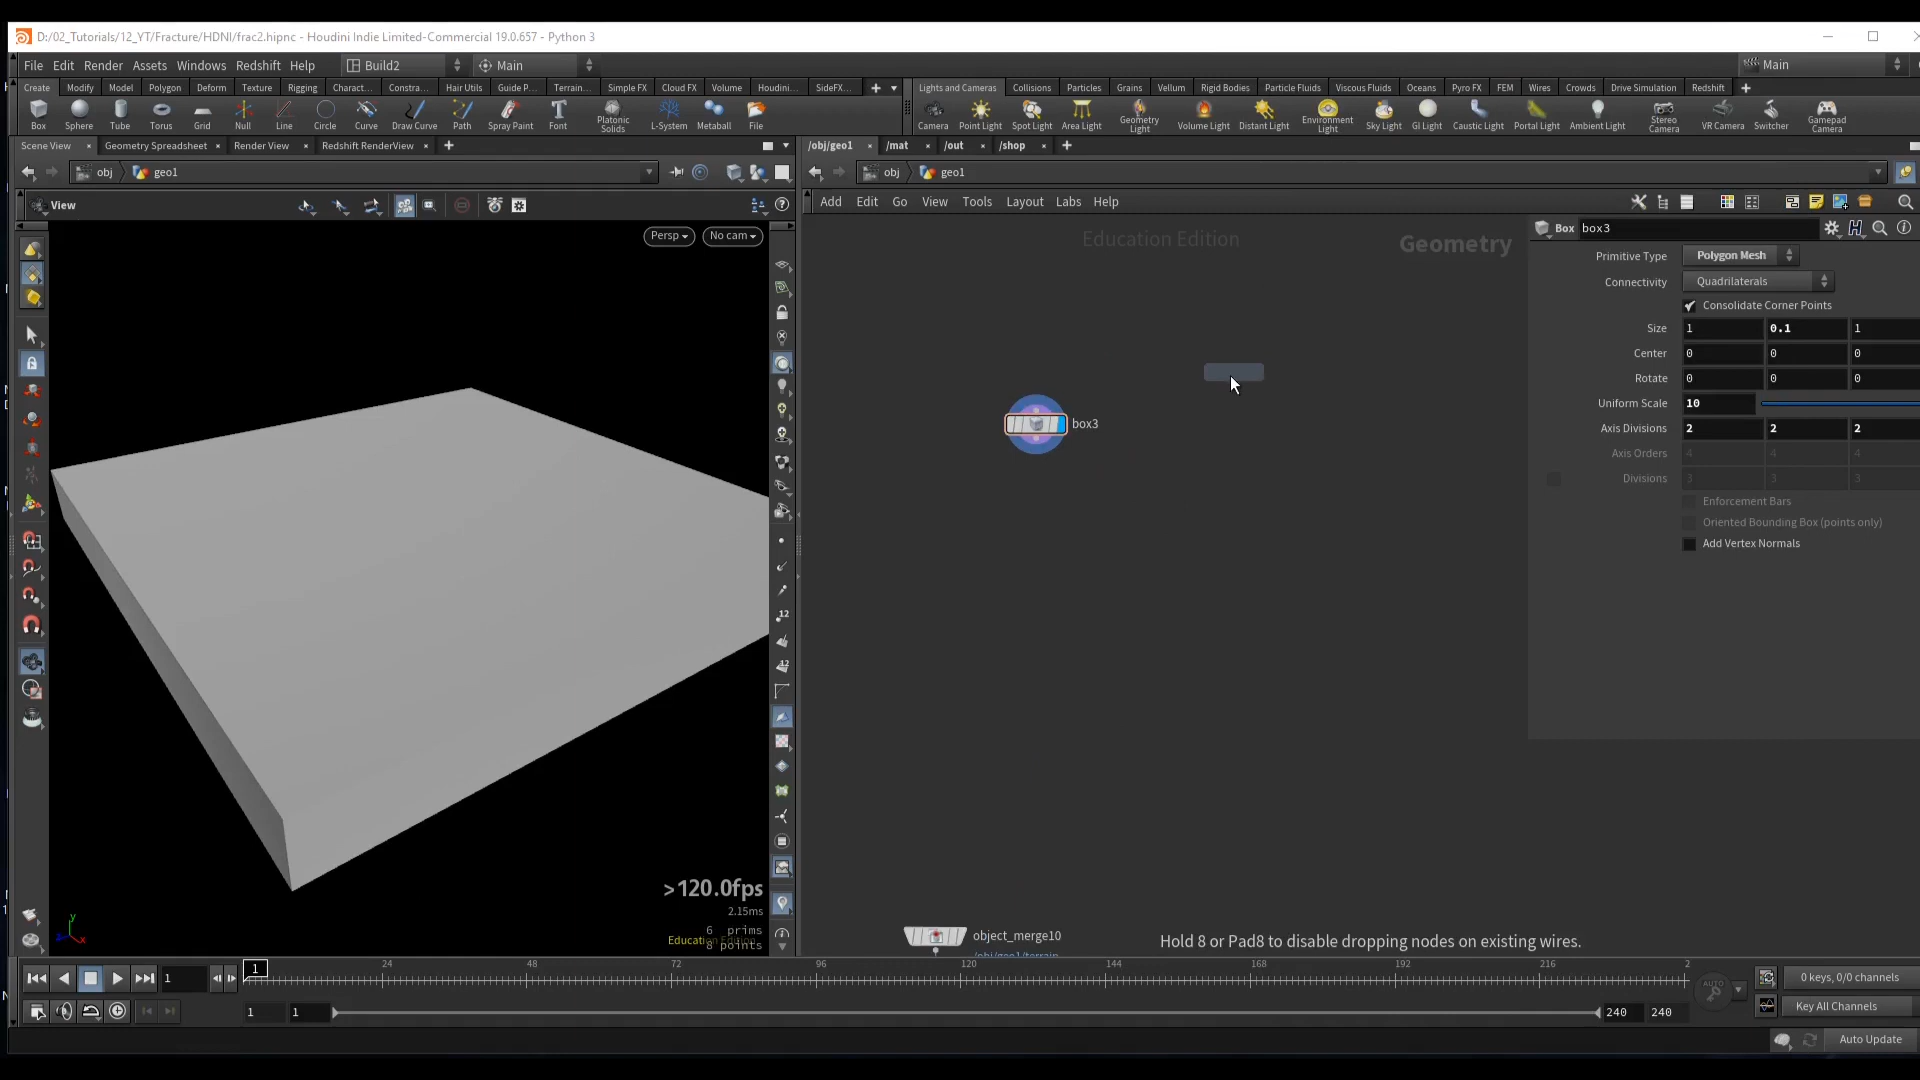 D:/02_Tutorials/12_YT/Fracture/HDNI/frac2.hipnc - Houdini Indie Limited-Commercial 19.0.657 - Python 3
File Edit Render Assets Windows Redshift Help Build2 Main Main
Create Modify Model Polygon Deform Texture Rigging Charact... Constra... Hair Utils Guide P... Terrain... Simple FX Cloud FX Volume Houdini... SideFX...
Lights and Cameras Collisions Particles Grains Vellum Rigid Bodies Particle Fluids Viscous Fluids Oceans Pyro FX FEM Wires Crowds Drive Simulation Redshift
Box Sphere Tube Torus Grid Null Line Circle Curve Draw Curve Path Spray Paint Font Platonic Solids L-System Metaball File
Camera Point Light Spot Light Area Light Geometry Light Volume Light Distant Light Environment Light Sky Light GI Light Caustic Light Portal Light Ambient Light Stereo Camera VR Camera Switcher Gamepad Camera
Scene View Geometry Spreadsheet Render View Redshift RenderView
/obj/geo1 /mat /out /shop
obj geo1
obj geo1
View
Add Edit Go View Tools Layout Labs Help
Persp No cam
Education Edition
Geometry
Box box3
Primitive Type Polygon Mesh
Connectivity Quadrilaterals
Consolidate Corner Points
Size 1 0.1 1
Center 0 0 0
Rotate 0 0 0
Uniform Scale 10
Axis Divisions 2 2 2
Axis Orders 4 4 4
Divisions 3 3 3
Enforcement Bars
Oriented Bounding Box (points only)
Add Vertex Normals
box3
12
12
>120.0fps
2.15ms
6 prims
8 points
Education Edition
y
x
object_merge10
/obj/geo1/terrain
Hold 8 or Pad8 to disable dropping nodes on existing wires.
1 1 24 48 72 96 120 144 168 192 216 2
AUTO
0 keys, 0/0 channels
1 1 240 240
Key All Channels
Auto Update